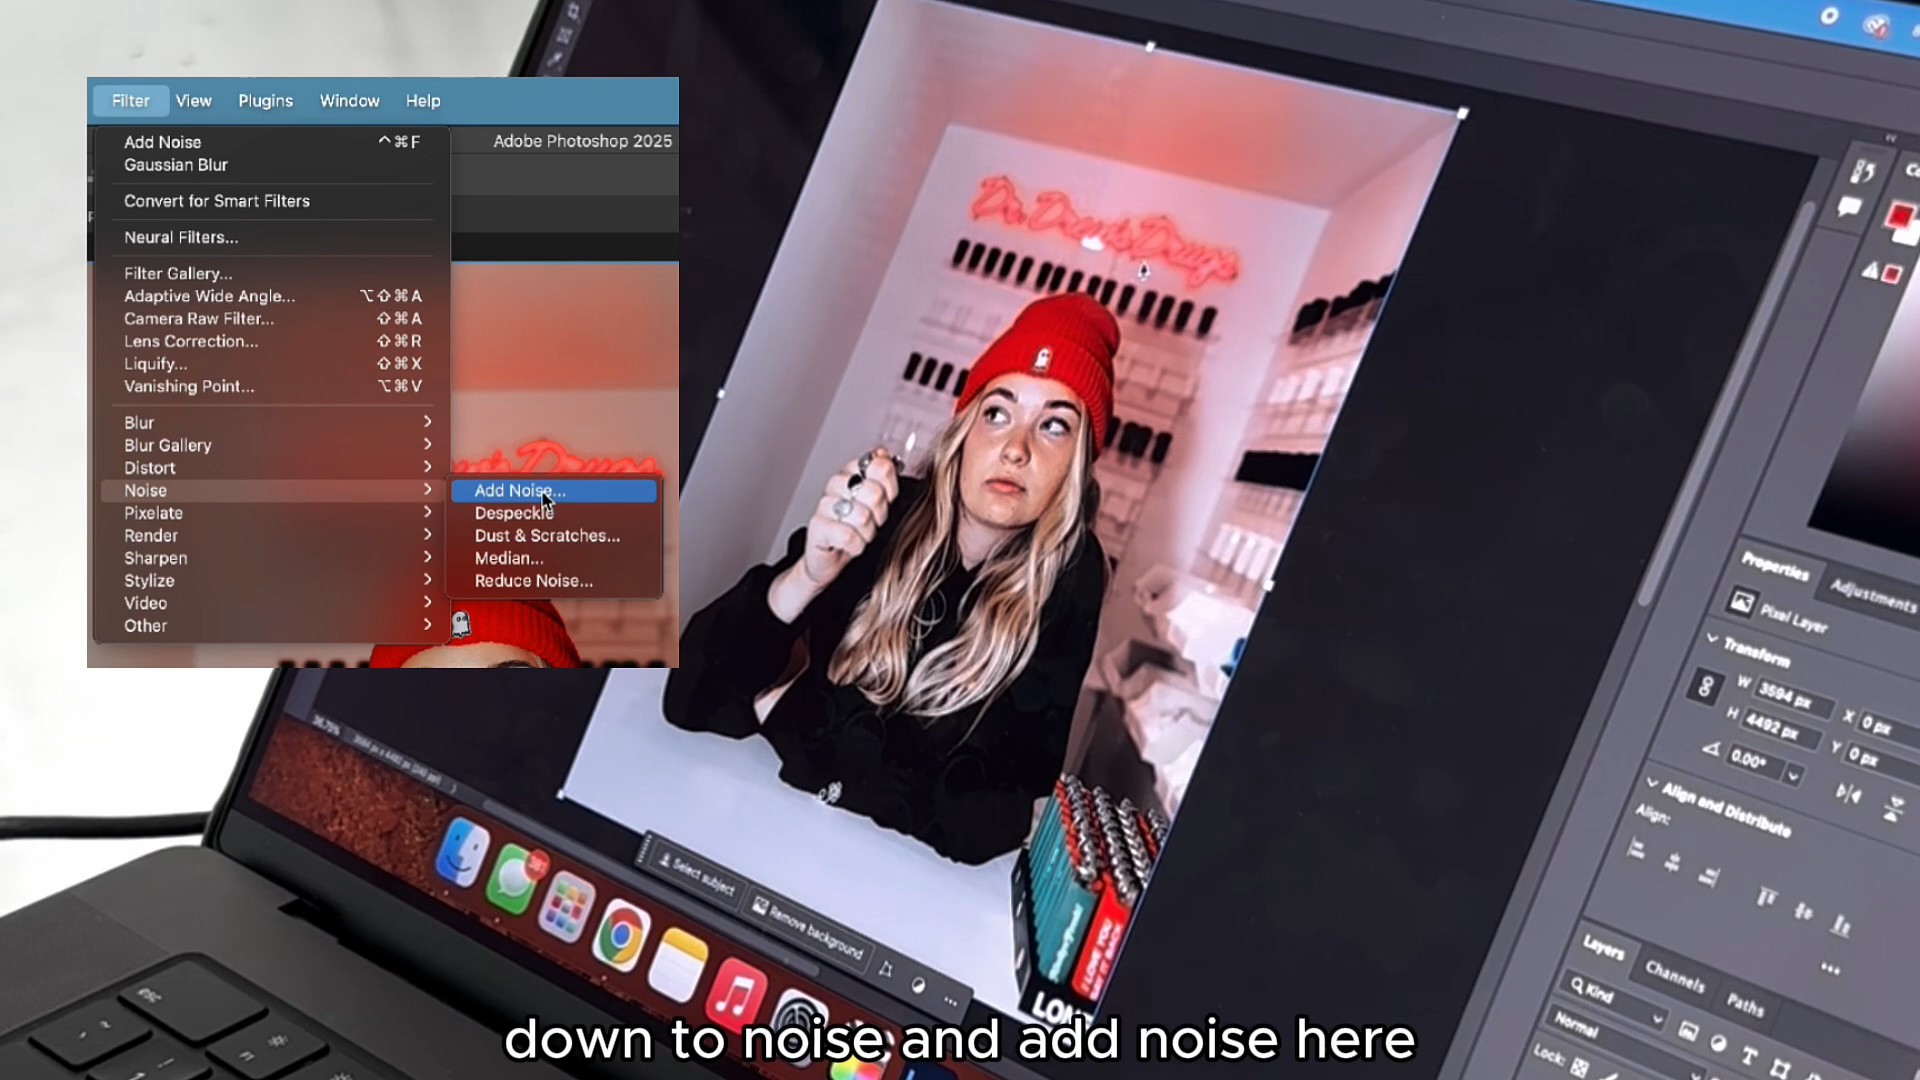 Filter View Plugins Window Help
Adobe Photoshop 2025
Add Noise ^⌘F
Gaussian Blur
Convert for Smart Filters
Neural Filters...
Filter Gallery...
Adaptive Wide Angle... ⌥⇧⌘A
Camera Raw Filter... ⇧⌘A
Lens Correction... ⇧⌘R
Liquify... ⇧⌘X
Vanishing Point... ⌥⌘V
Blur
Blur Gallery
Distort
Noise
Pixelate
Render
Sharpen
Stylize
Video
Other
Add Noise...
Despeckle
Dust & Scratches...
Median...
Reduce Noise...
Properties Adjustments
Pixel Layer
Transform
W 3594 px X 0 px
H 4492 px Y 0 px
0.00°
Align and Distribute
Align:
Layers Channels Paths
Kind
Normal
Lock:
Select subject Remove background
esc
I LOVE YOU
down to noise and add noise here